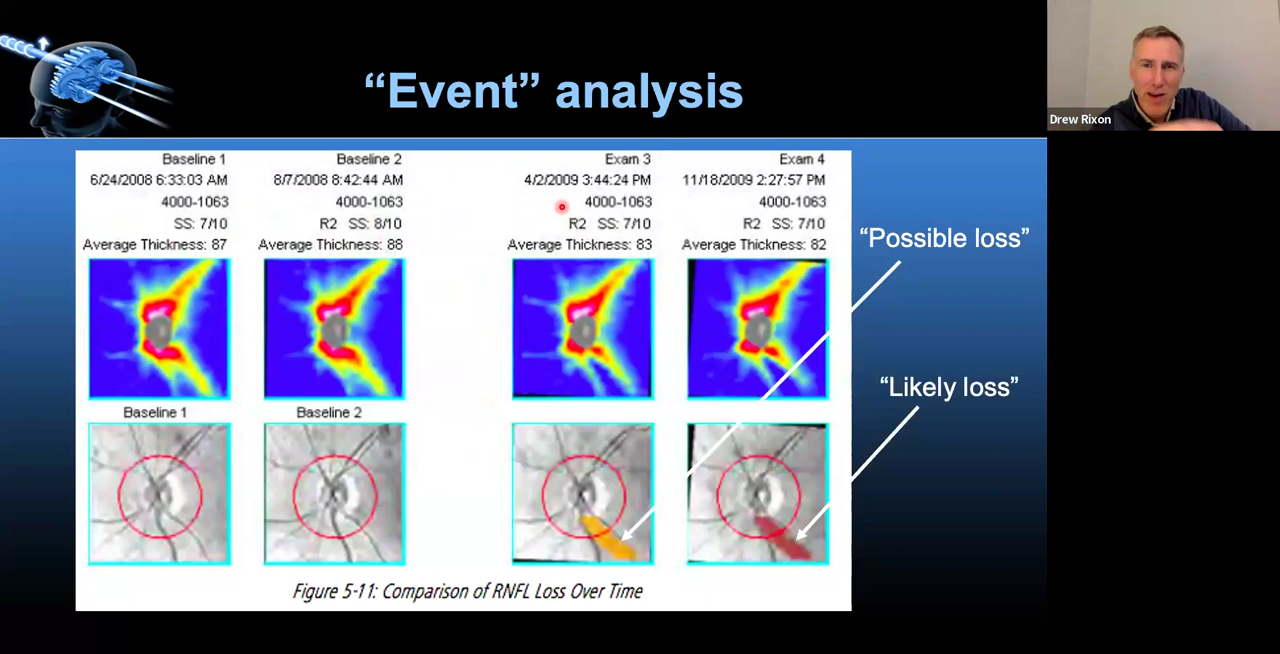 “Event” analysis
Drew Rixon
Baseline 1
6/24/2008 6:33:03 AM
4000-1063
SS: 7/10
Average Thickness: 87
Baseline 2
8/7/2008 8:42:44 AM
4000-1063
R2 SS: 8/10
Average Thickness: 88
Exam 3
4/2/2009 3:44:24 PM
4000-1063
R2 SS: 7/10
Average Thickness: 83
Exam 4
11/18/2009 2:27:57 PM
4000-1063
R2 SS: 7/10
Average Thickness: 82
“Possible loss”
“Likely loss”
Baseline 1
Baseline 2
Figure 5-11: Comparison of RNFL Loss Over Time